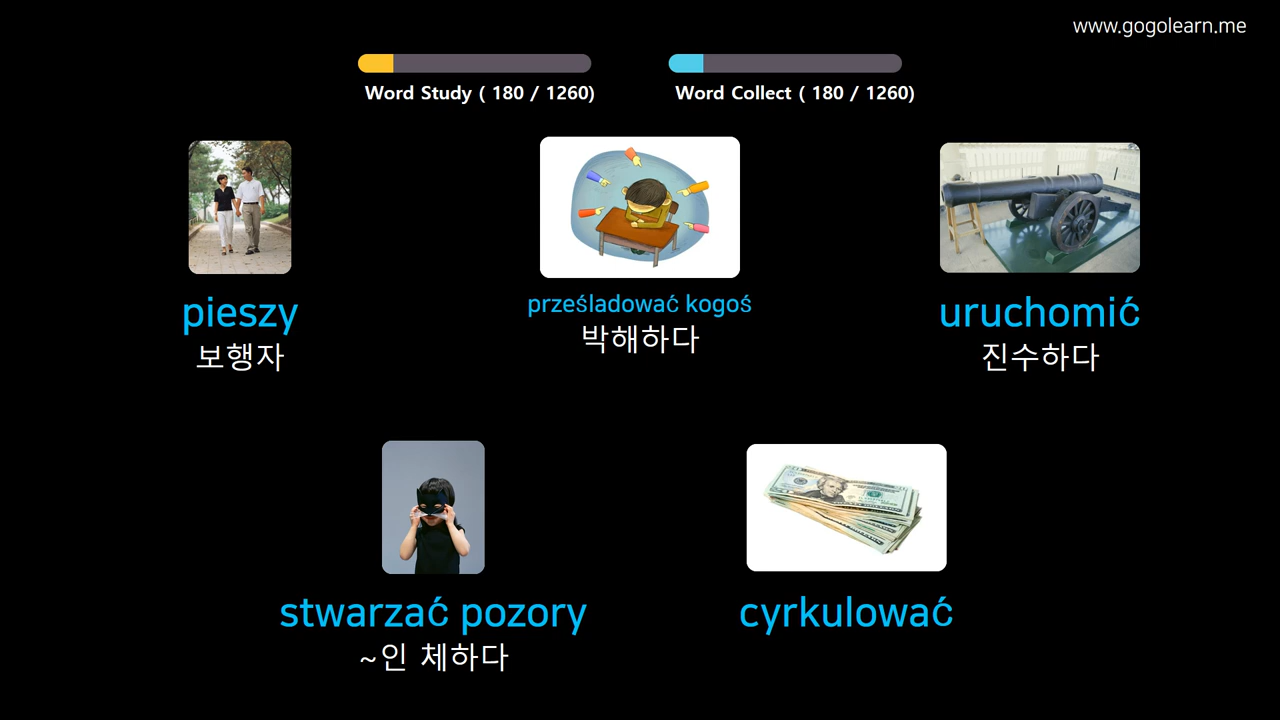 www.gogolearn.me
Word Study ( 180 / 1260)
Word Collect ( 180 / 1260)
pieszy
보행자
prześladować kogoś
박해하다
uruchomić
진수하다
stwarzać pozory
~인 체하다
cyrkulować